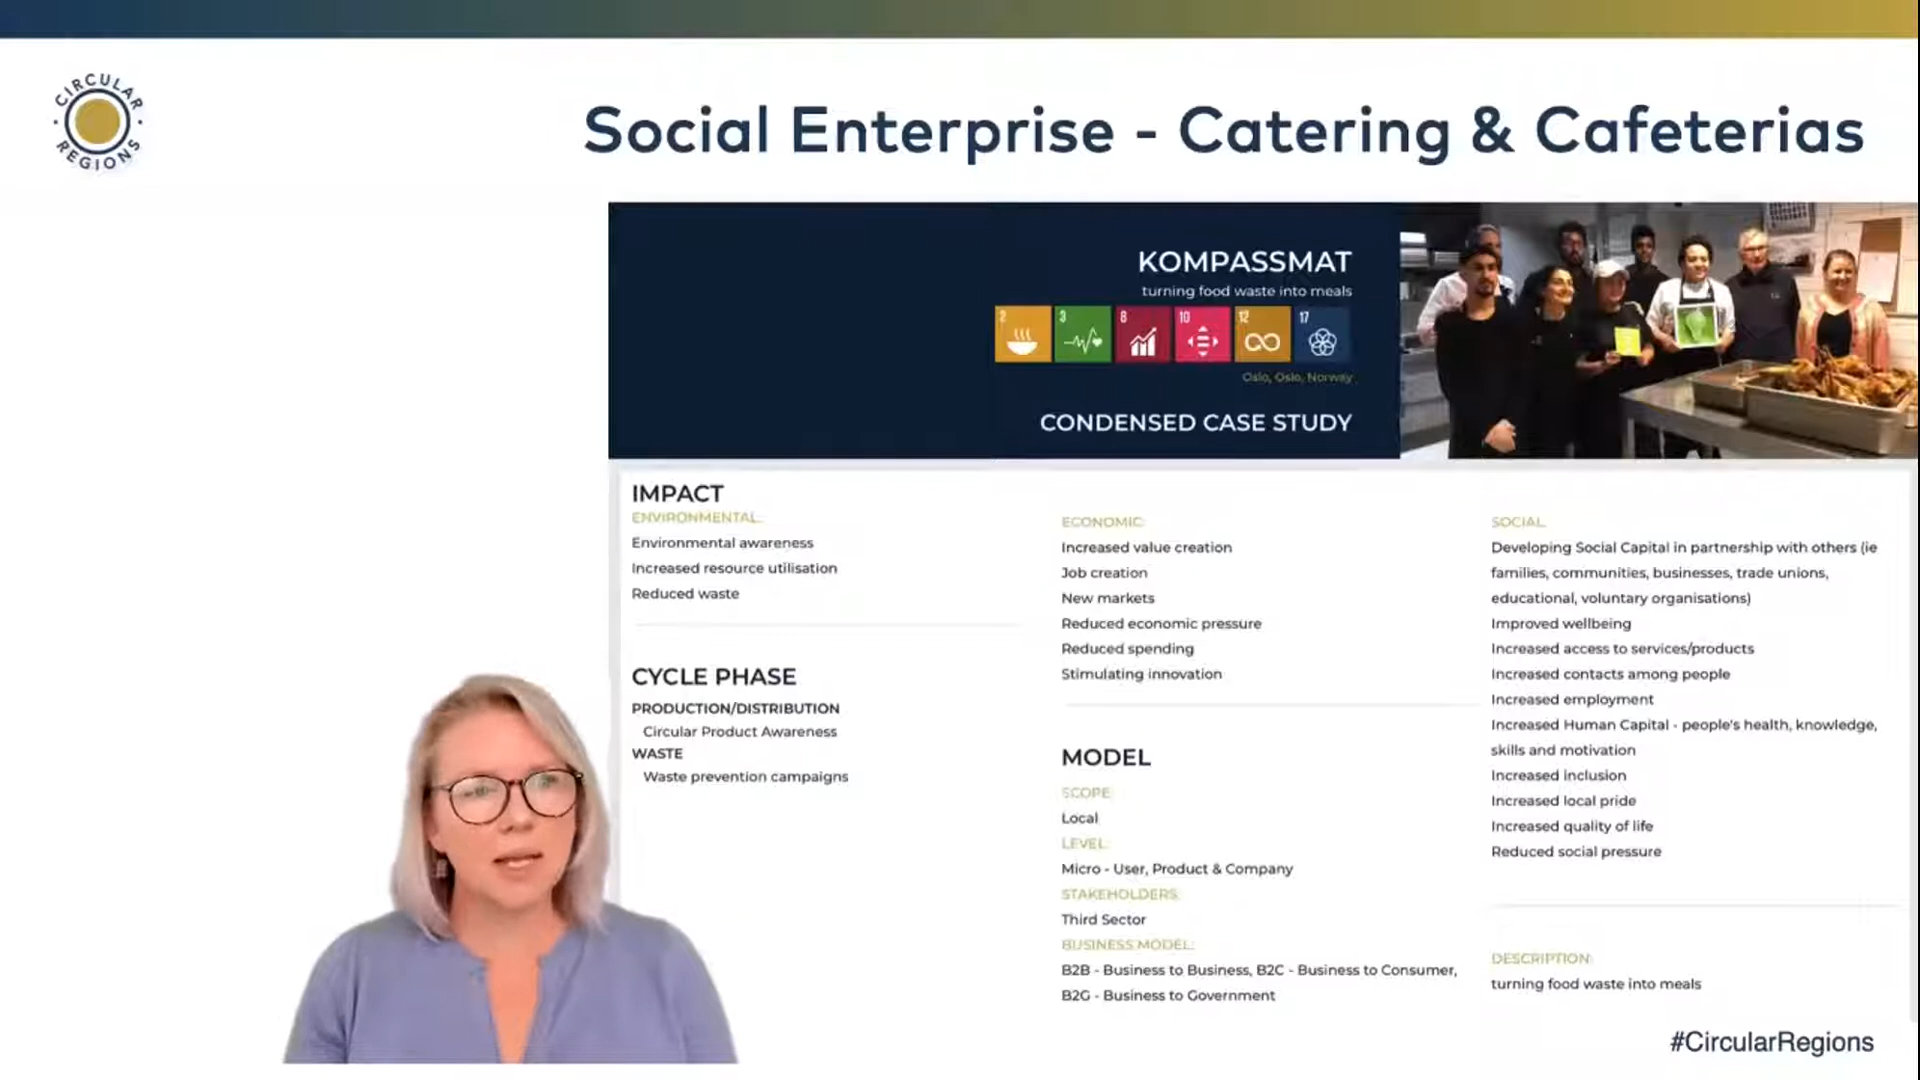 CIRCULAR
REGIONS
Social Enterprise - Catering & Cafeterias
KOMPASSMAT
turning food waste into meals
2 3 8 10 12 17
Oslo, Oslo, Norway
CONDENSED CASE STUDY
IMPACT
ENVIRONMENTAL:
Environmental awareness
Increased resource utilisation
Reduced waste
CYCLE PHASE
PRODUCTION/DISTRIBUTION
Circular Product Awareness
WASTE
Waste prevention campaigns
ECONOMIC:
Increased value creation
Job creation
New markets
Reduced economic pressure
Reduced spending
Stimulating innovation
MODEL
SCOPE:
Local
LEVEL:
Micro - User, Product & Company
STAKEHOLDERS:
Third Sector
BUSINESS MODEL:
B2B - Business to Business, B2C - Business to Consumer,
B2G - Business to Government
SOCIAL:
Developing Social Capital in partnership with others (ie
families, communities, businesses, trade unions,
educational, voluntary organisations)
Improved wellbeing
Increased access to services/products
Increased contacts among people
Increased employment
Increased Human Capital - people's health, knowledge,
skills and motivation
Increased inclusion
Increased local pride
Increased quality of life
Reduced social pressure
DESCRIPTION:
turning food waste into meals
#CircularRegions